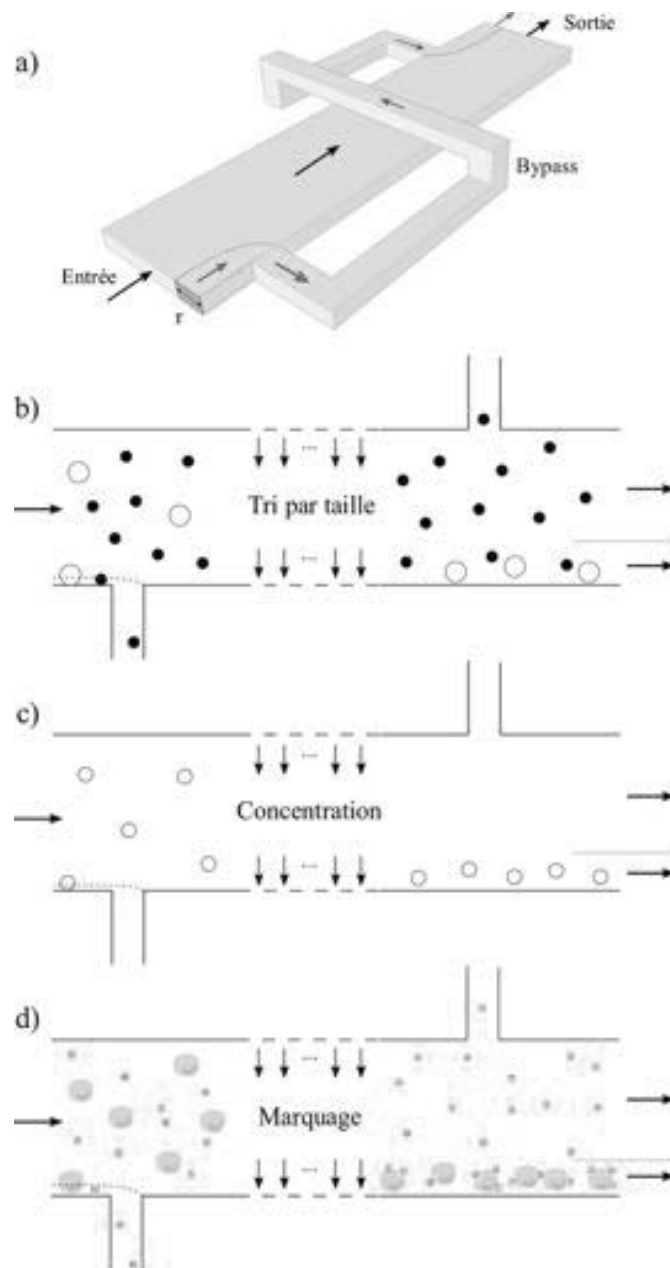 Sortie
a)
Bypass
Entrée
r
b)
...
Tri par taille
...
c)
...
Concentration
...
d)
...
Marquage
...